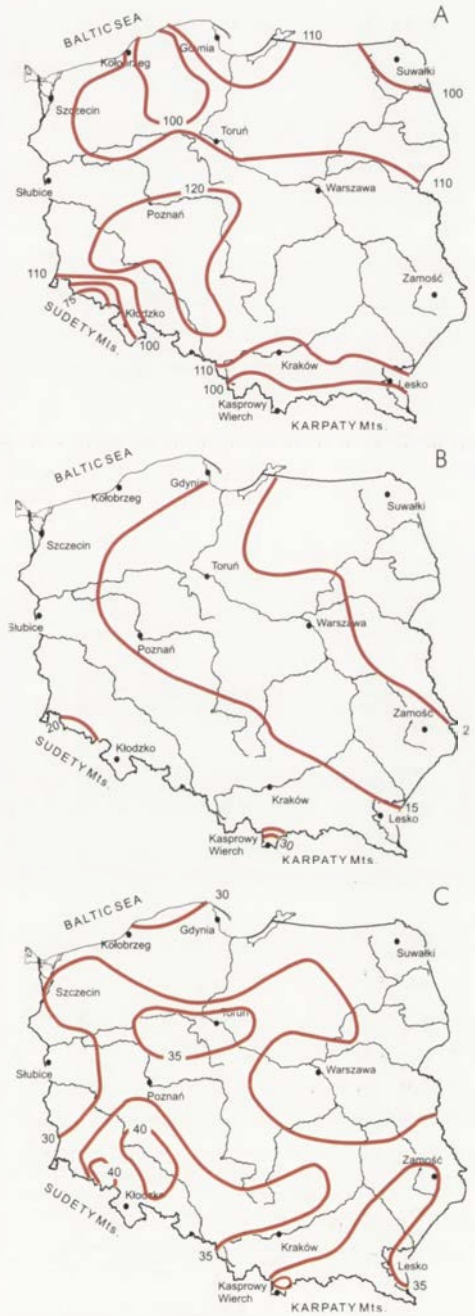 A
BALTIC SEA
110
Gdynia
Kołobrzeg
Suwałki
Szczecin
100
100
Toruń
110
Słubice
120
Warszawa
Poznań
110
Zamość
75
Kłodzko
SUDETY Mts.
100
Kraków
110
Lesko
100
Kasprowy
Wierch
KARPATY Mts.
B
BALTIC SEA
Gdynia
Kołobrzeg
Suwałki
Szczecin
Toruń
Słubice
Warszawa
Poznań
Zamość
2
20
Kłodzko
SUDETY Mts.
Kraków
15
Lesko
Kasprowy
Wierch
30
KARPATY Mts.
C
30
BALTIC SEA
Gdynia
Kołobrzeg
Suwałki
Szczecin
Toruń
35
Słubice
Warszawa
Poznań
30
40
Zamość
40
Kłodzko
SUDETY Mts.
35
Kraków
Lesko
Kasprowy
Wierch
35
KARPATY Mts.